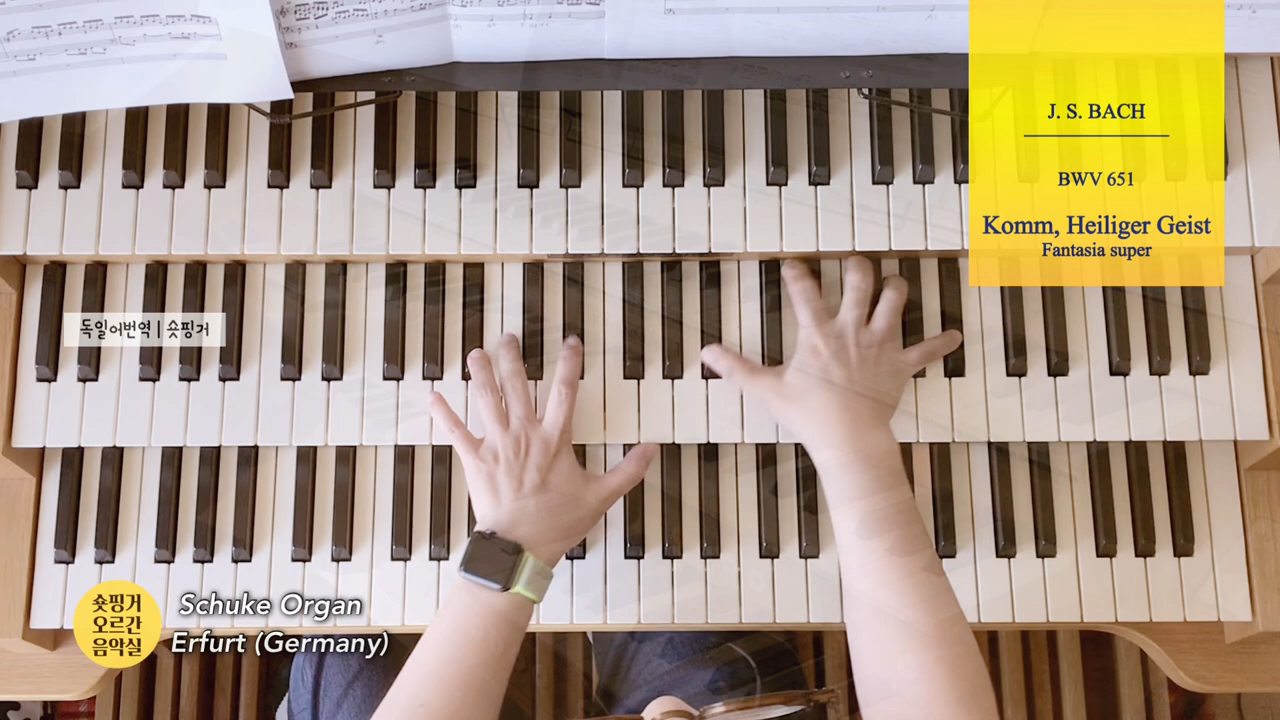 J. S. BACH
BWV 651
Komm, Heiliger Geist
Fantasia super
독일어번역 | 숏핑거
숏핑거
오르간
음악실
Schuke Organ
Erfurt (Germany)